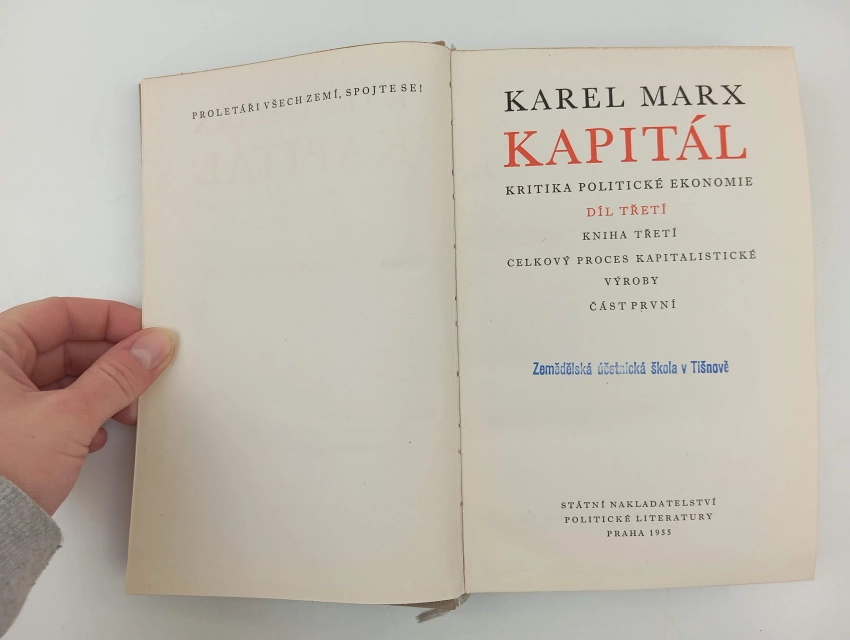 PROLETÁŘI VŠECH ZEMÍ, SPOJTE SE!
KAREL MARX
KAPITÁL
KRITIKA POLITICKÉ EKONOMIE
DÍL TŘETÍ
KNIHA TŘETÍ
CELKOVÝ PROCES KAPITALISTICKÉ
VÝROBY
ČÁST PRVNÍ
Zemědělská účetnická škola v Tišnově
STÁTNÍ NAKLADATELSTVÍ
POLITICKÉ LITERATURY
PRAHA 1955